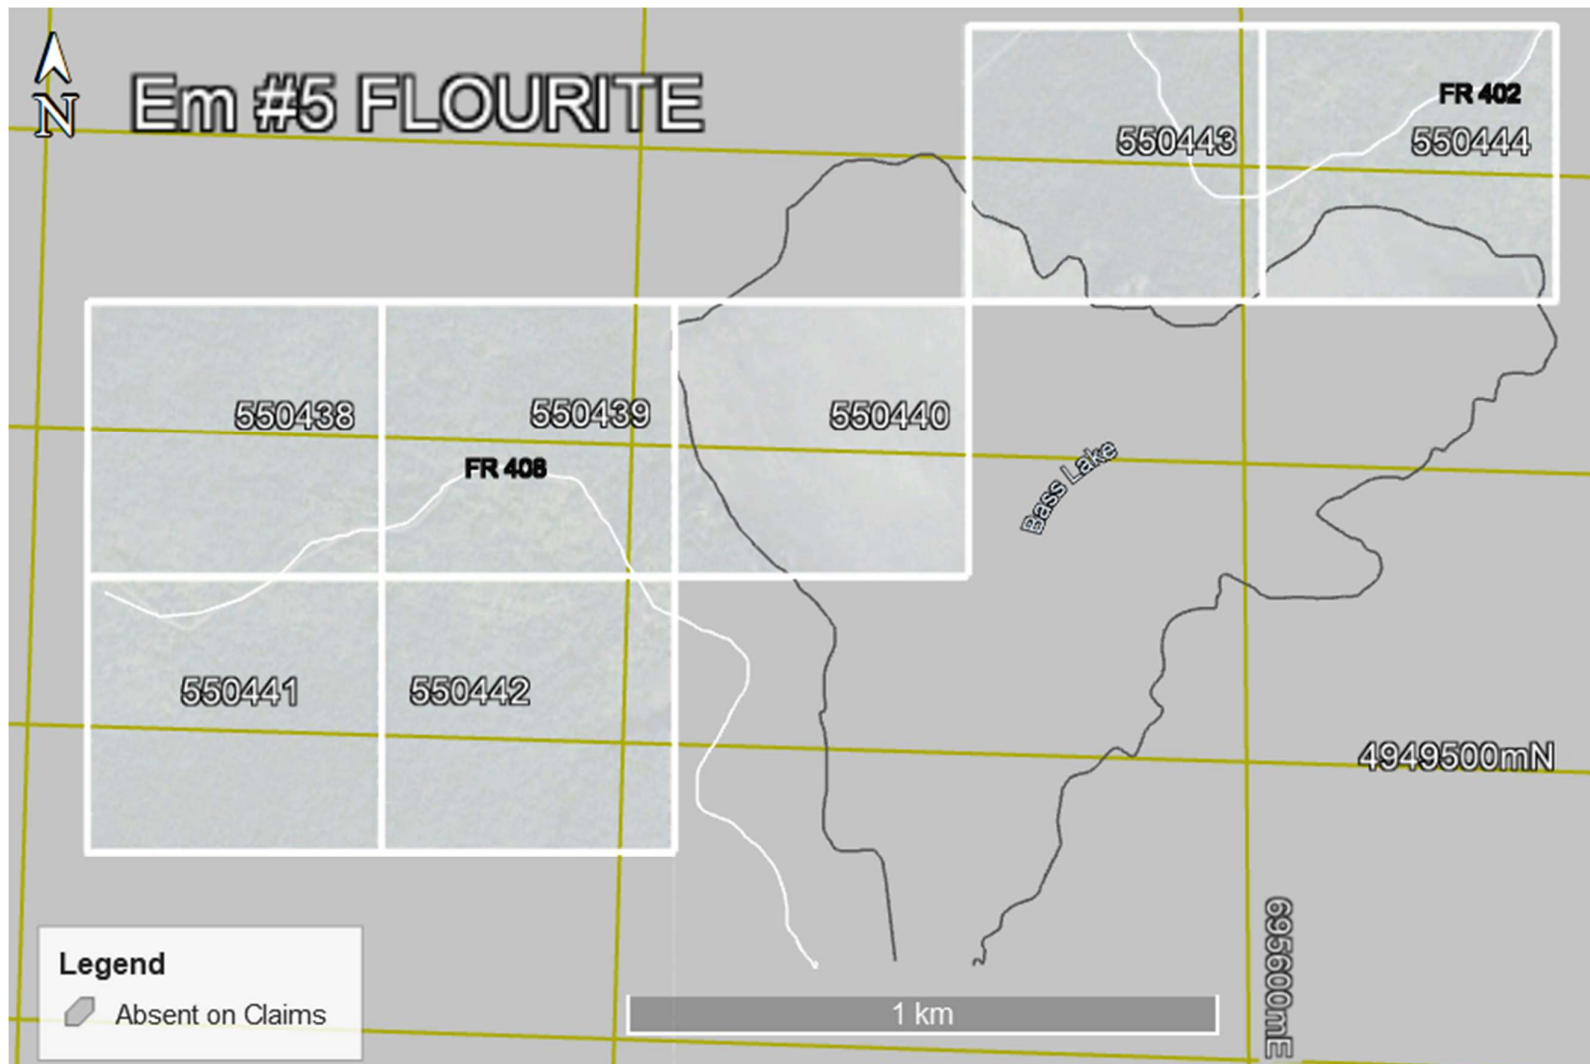 N
Em #5 FLOURITE
FR 402
550443
550444
550438
550439
550440
FR 408
Bass Lake
550441
550442
4949500mN
695600mE
Legend
Absent on Claims
1 km